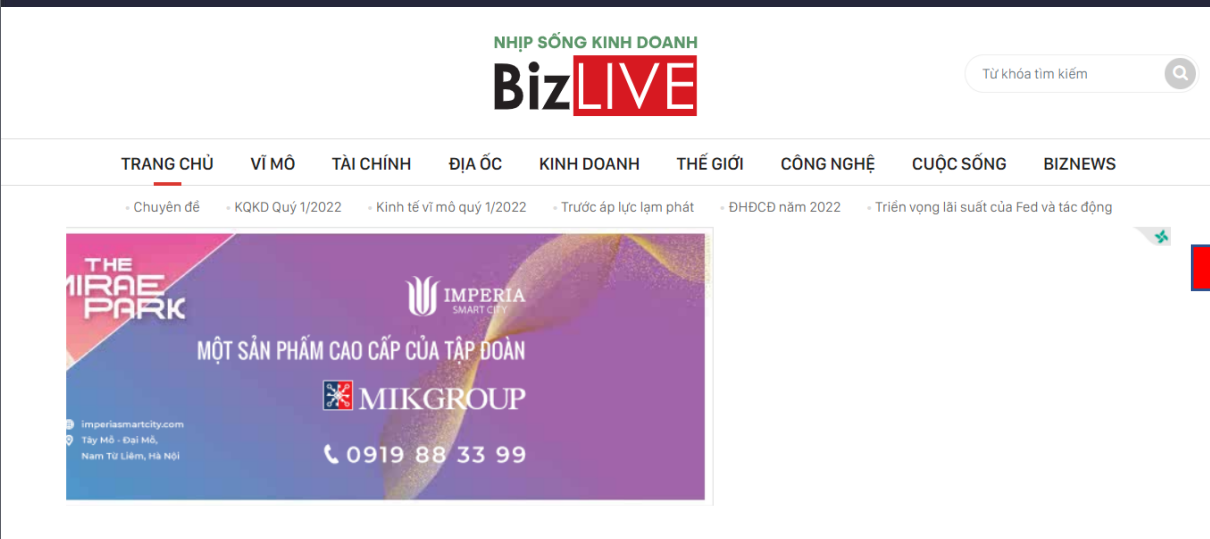 NHỊP SỐNG KINH DOANH
BizLIVE
Từ khóa tìm kiếm
TRANG CHỦ VĨ MÔ TÀI CHÍNH ĐỊA ỐC KINH DOANH THẾ GIỚI CÔNG NGHỆ CUỘC SỐNG BIZNEWS
Chuyên đề KQKD Quý 1/2022 Kinh tế vĩ mô quý 1/2022 Trước áp lực lạm phát ĐHĐCĐ năm 2022 Triển vọng lãi suất của Fed và tác động
THE
MIRAE
PARK
IMPERIA
SMART CITY
MỘT SẢN PHẨM CAO CẤP CỦA TẬP ĐOÀN
MIKGROUP
imperiasmartcity.com
Tây Mỗ - Đại Mỗ,
Nam Từ Liêm, Hà Nội
0919 88 33 99